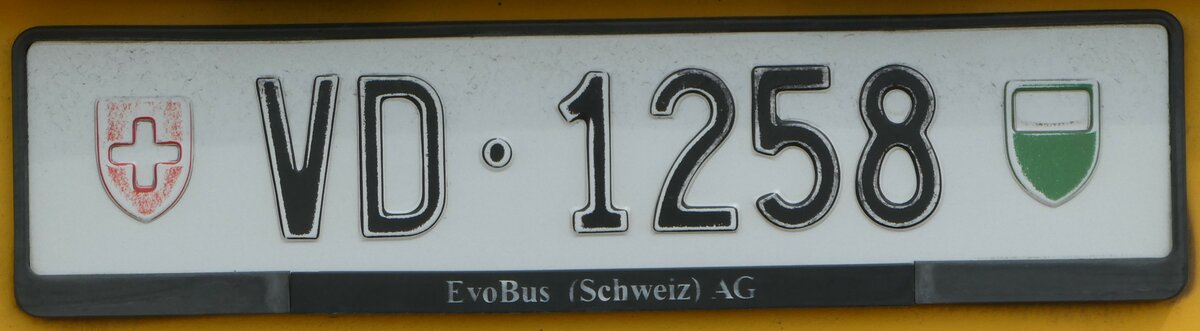 VD·1258
EvoBus (Schweiz) AG